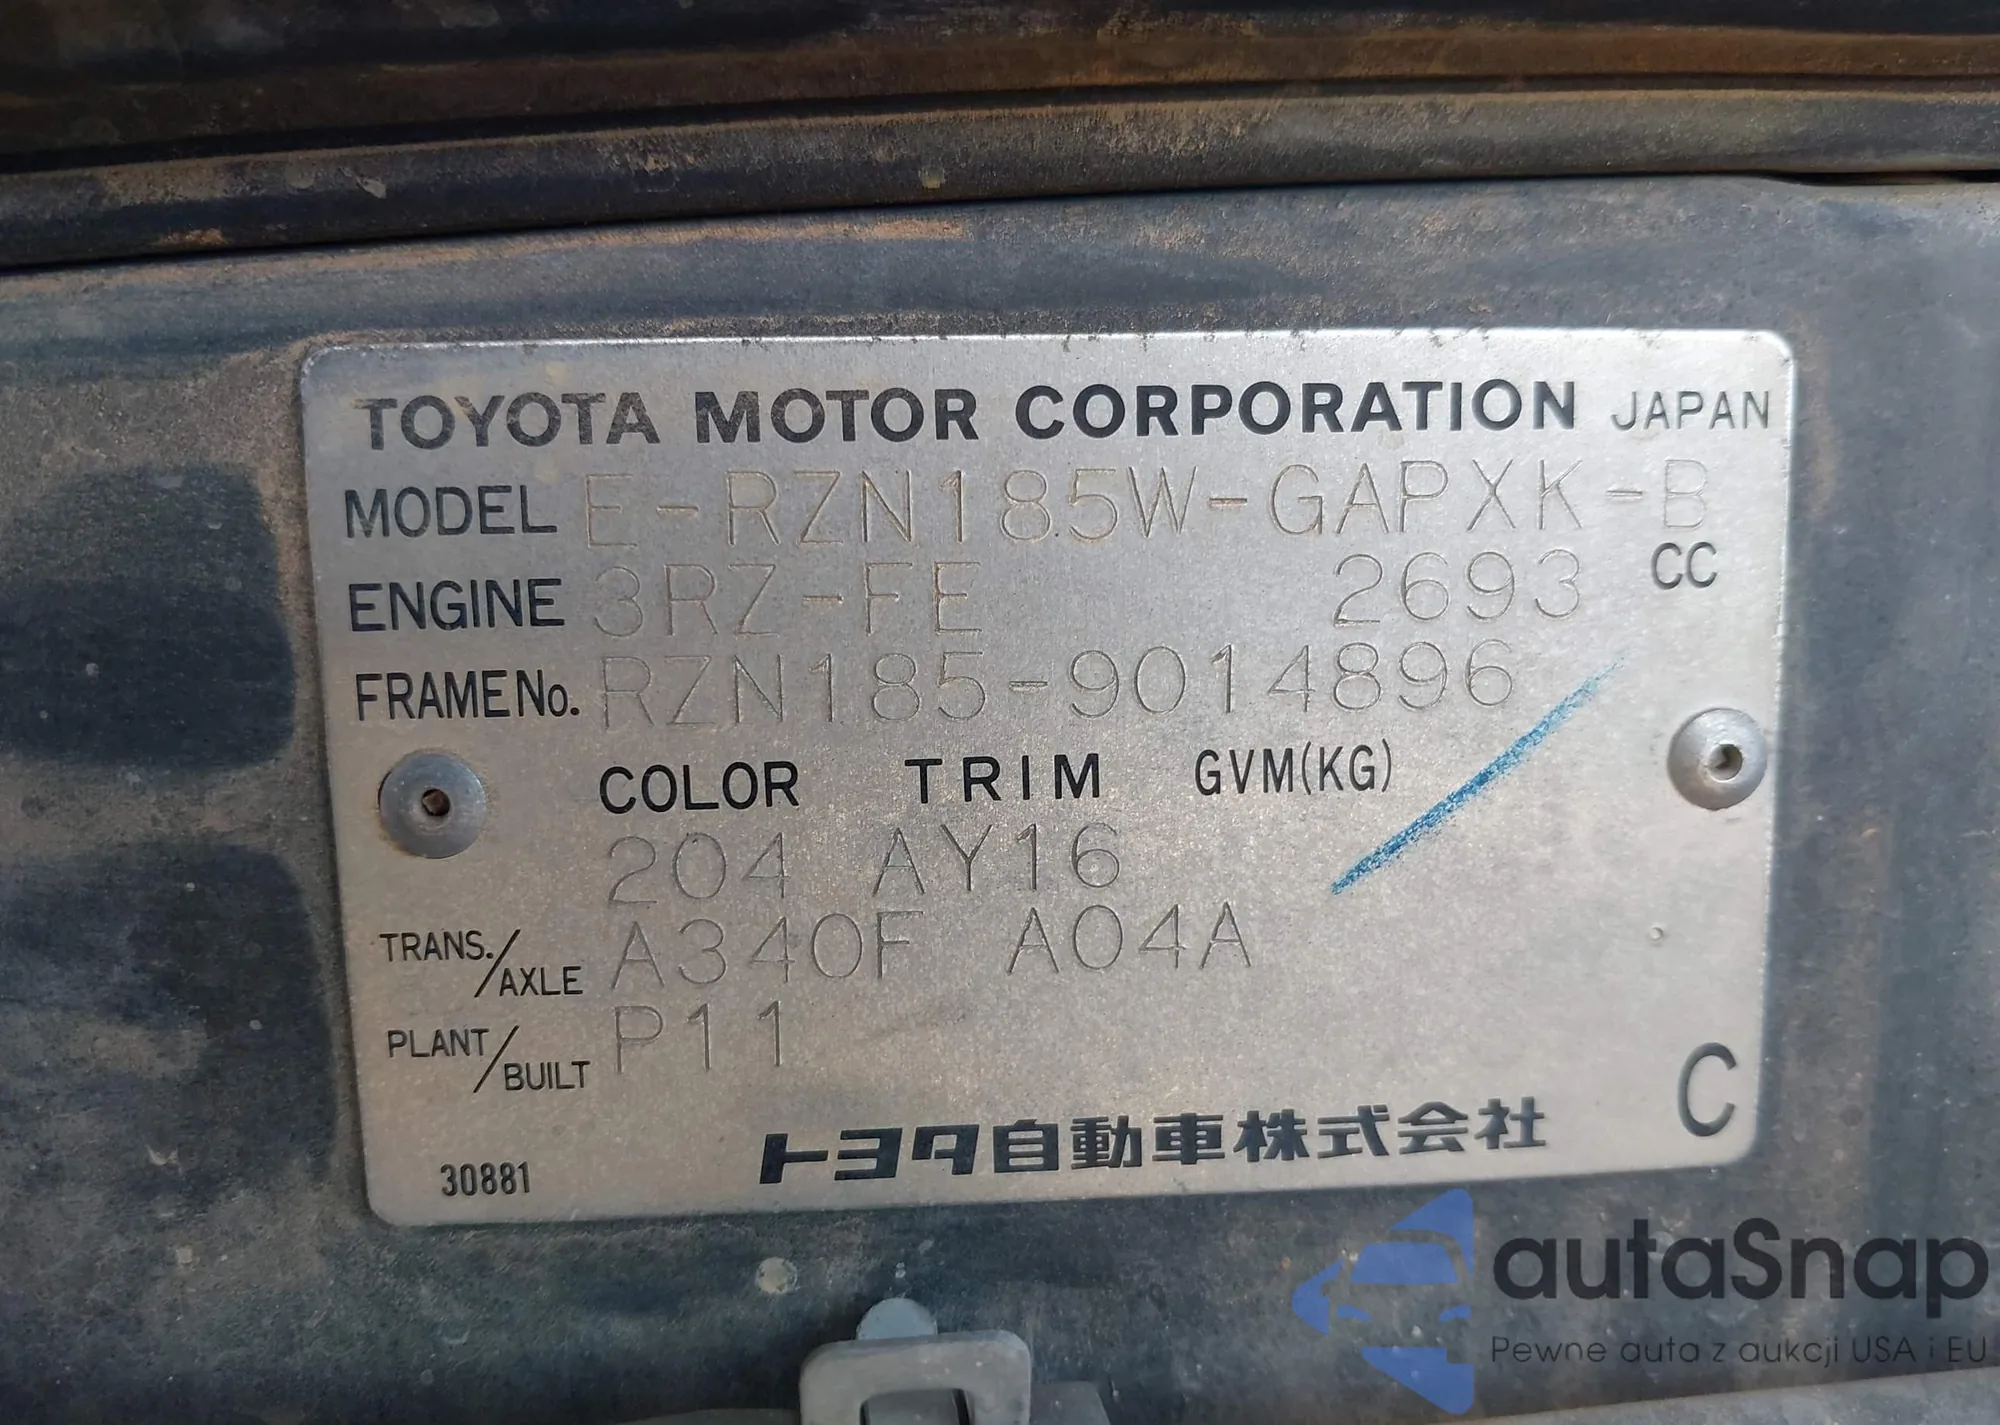 TOYOTA MOTOR CORPORATION JAPAN
MODEL E-RZN185W-GAPXK-B
ENGINE 3RZ-FE 2693 CC
FRAME No. RZN185-9014896
COLOR TRIM GVM(KG)
204 AY16
TRANS./AXLE A340F A04A
PLANT/BUILT P11
C
30881 トヨタ自動車株式会社
autaSnap
Pewne auta z aukcji USA i EU